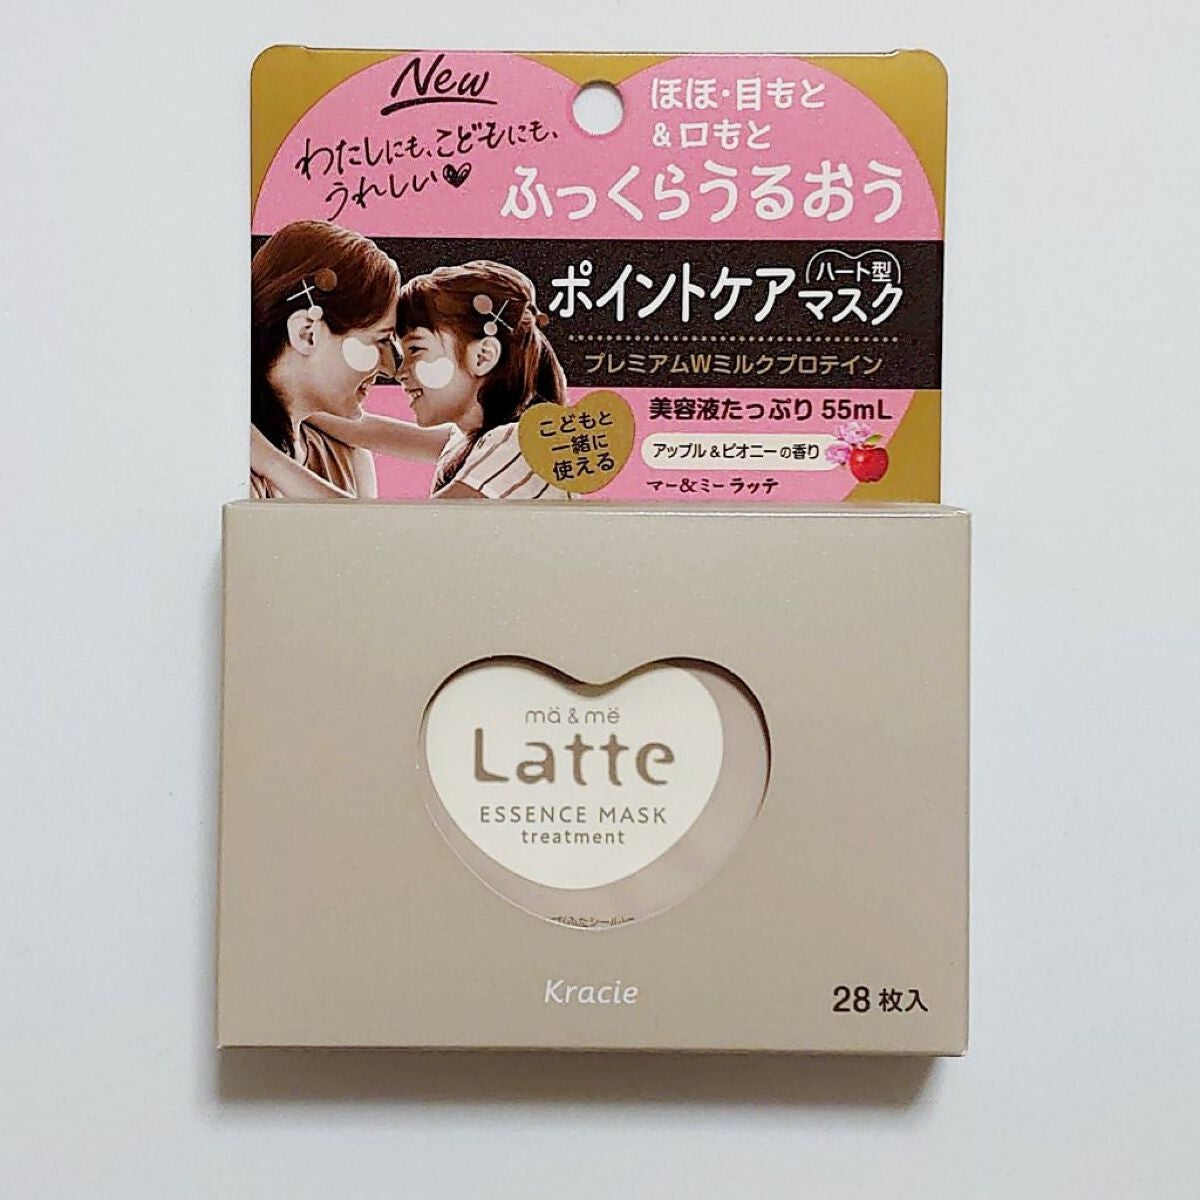 New
わたしにも、こどもにも、
うれしい♥
ほほ・目もと
&口もと
ふっくらうるおう
ポイントケア
ハート型
マスク
プレミアムWミルクプロテイン
美容液たっぷり 55mL
こどもと
一緒に
使える
アップル&ピオニーの香り
マー&ミー ラッテ
mä & më
Latte
ESSENCE MASK
treatment
Kracie
28枚入